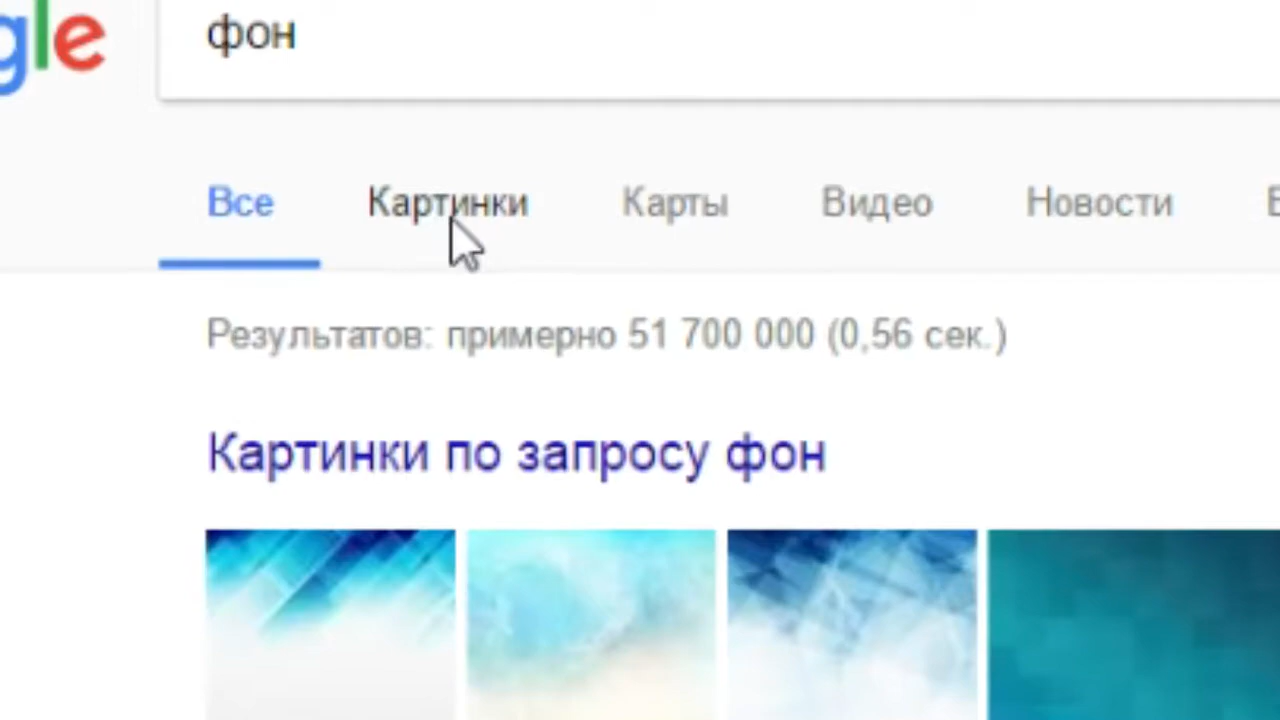 gle
фон
Все Картинки Карты Видео Новости
Результатов: примерно 51 700 000 (0,56 сек.)
Картинки по запросу фон